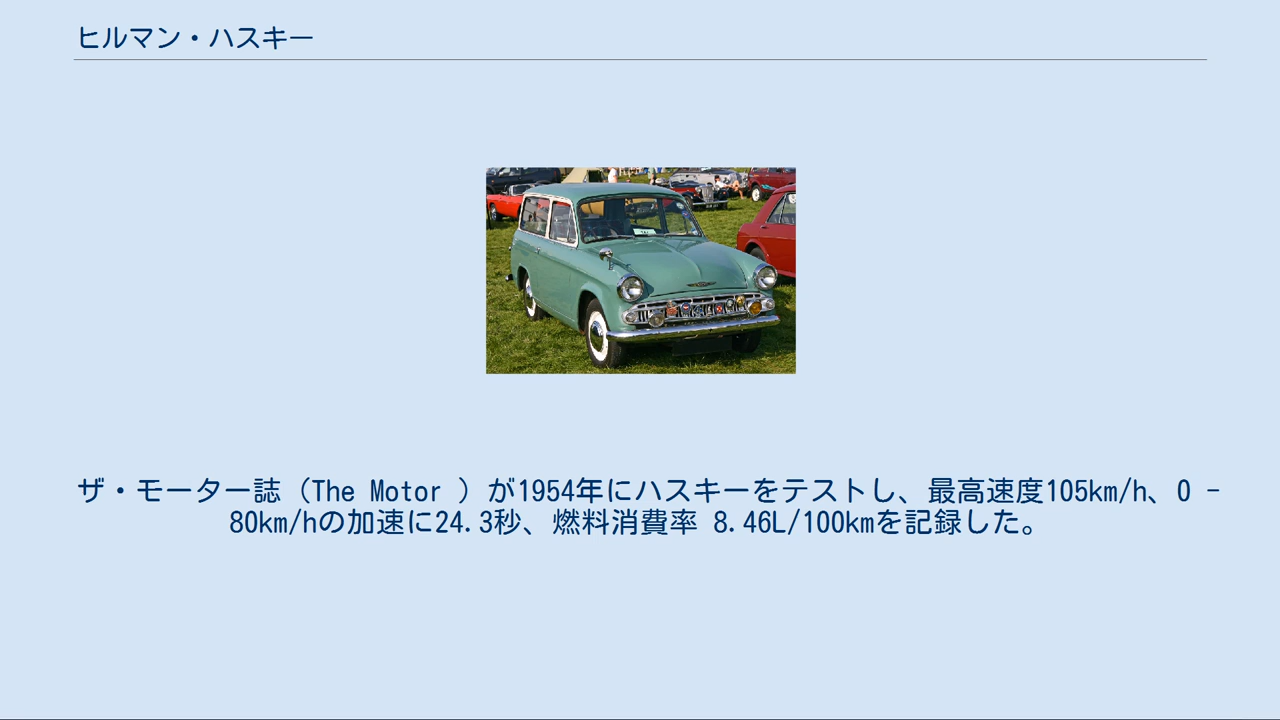 ヒルマン・ハスキー
ザ・モーター誌（The Motor ）が1954年にハスキーをテストし、最高速度105km/h、0 -
80km/hの加速に24.3秒、燃料消費率 8.46L/100kmを記録した。